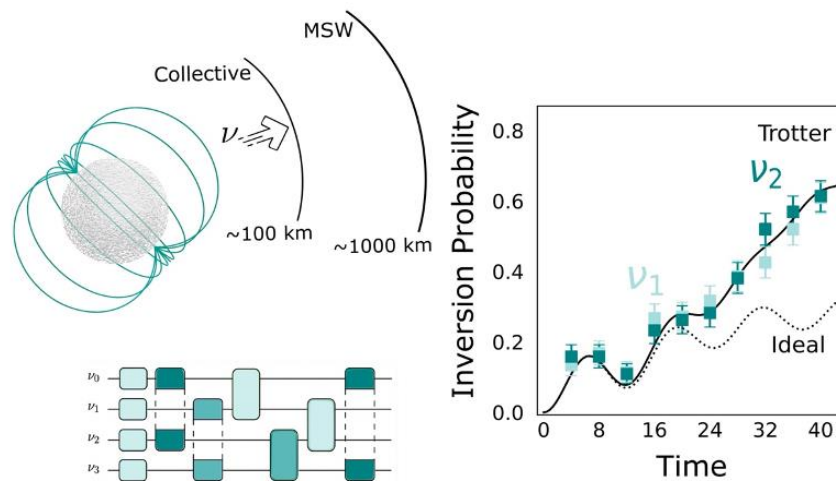 MSW
Collective
ν
~100 km
~1000 km
ν₀
ν₁
ν₂
ν₃
Inversion Probability
0.8
0.6
0.4
0.2
0.0
Trotter
ν₂
ν₁
Ideal
0 8 16 24 32 40
Time